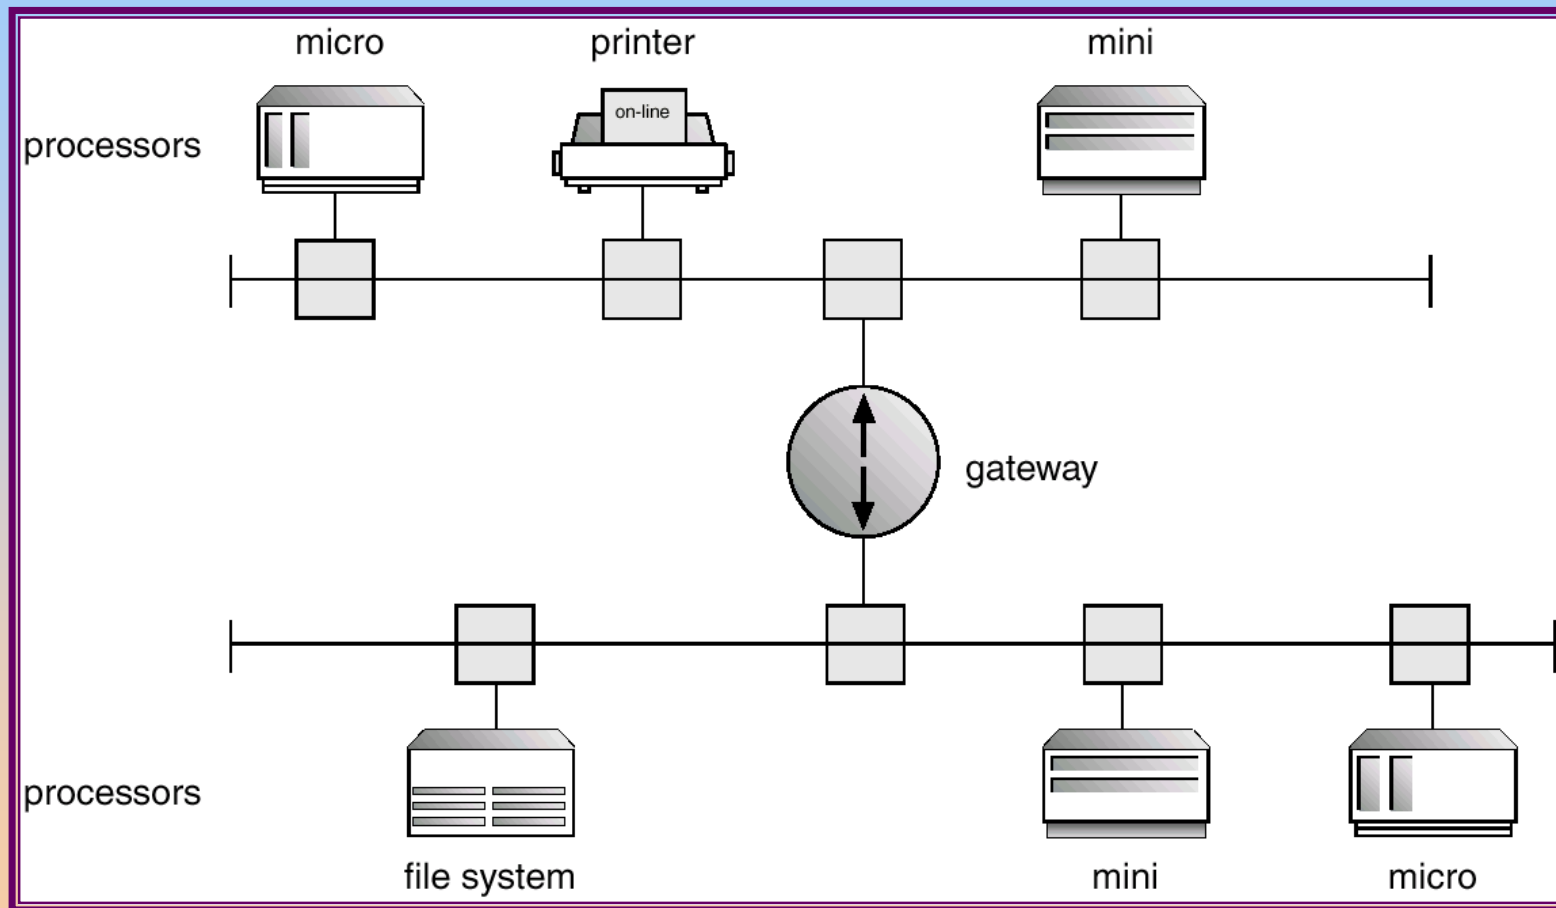 micro
printer
mini
on-line
processors
gateway
processors
file system
mini
micro